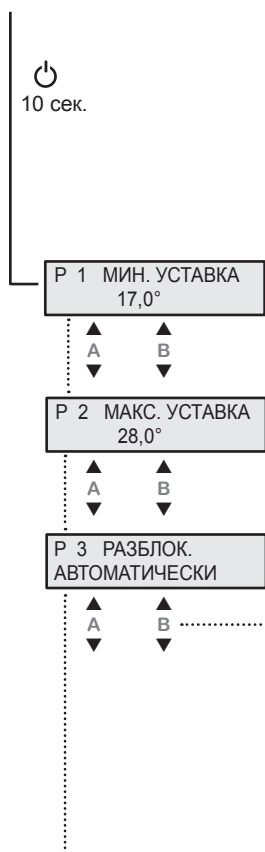 10 сек.
P 1 МИН. УСТАВКА
17,0°
A B
P 2 МАКС. УСТАВКА
28,0°
A B
P 3 РАЗБЛОК.
АВТОМАТИЧЕСКИ
A B